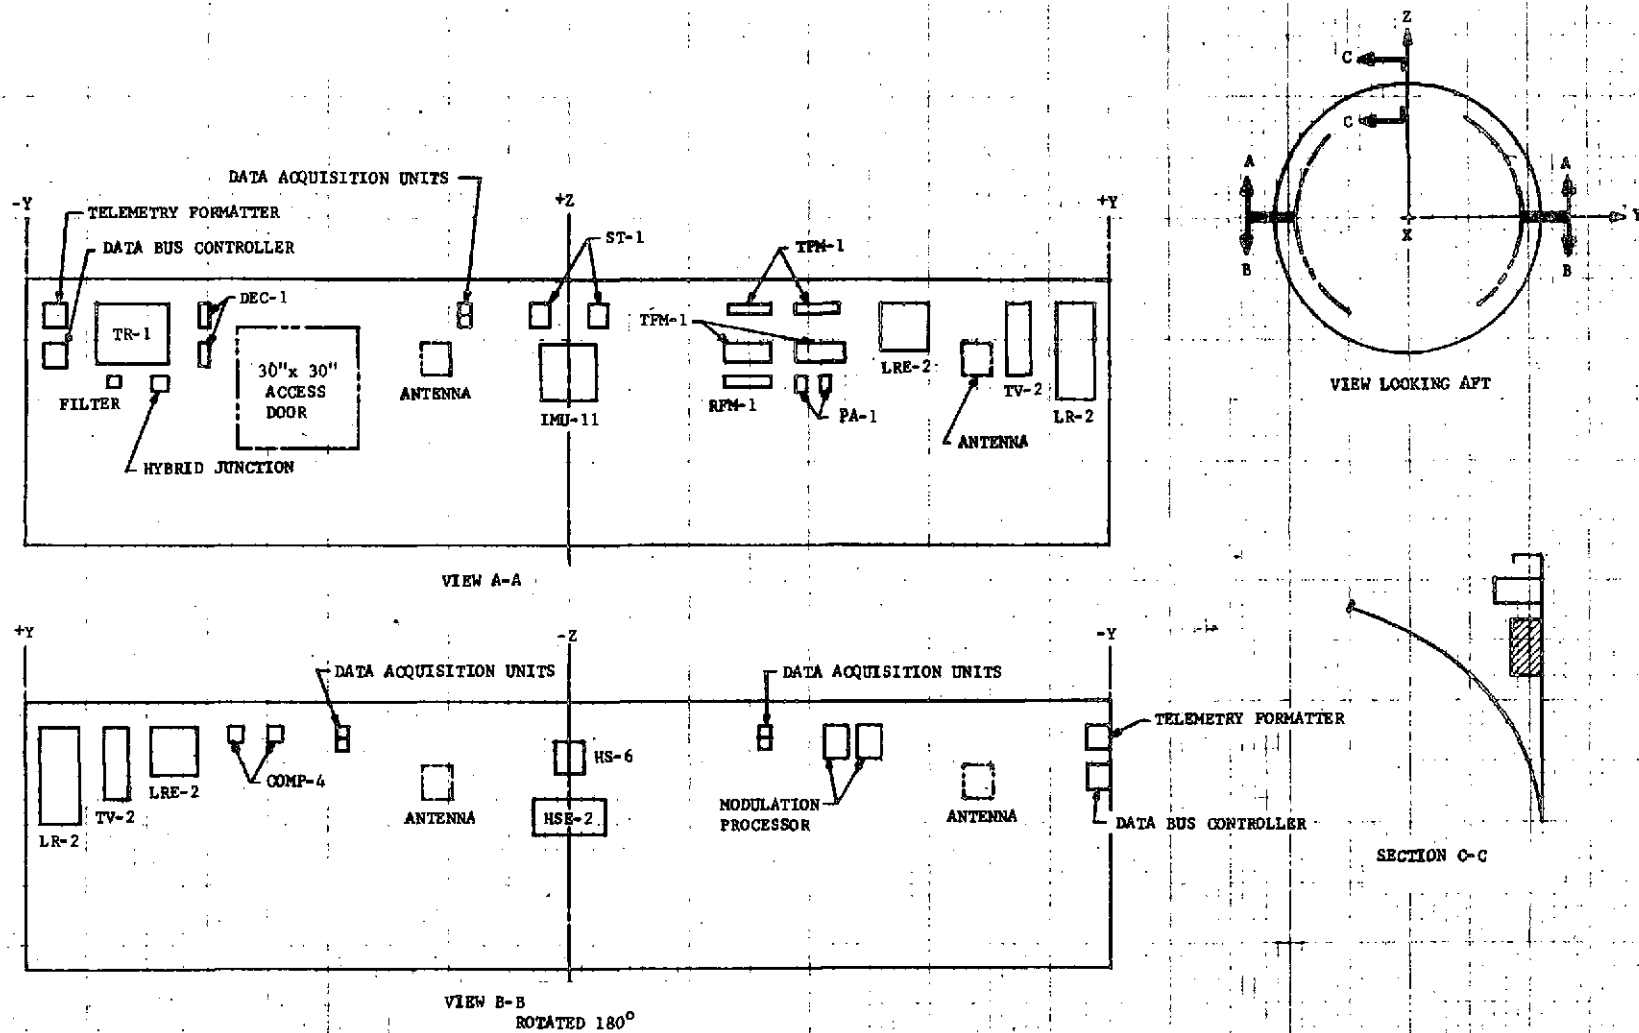 DATA ACQUISITION UNITS
-Y
+Z
+Y
TELEMETRY FORMATTER
DATA BUS CONTROLLER
ST-1
TFM-1
DEC-1
TR-1
TFM-1
30"x 30"
ACCESS
DOOR
LRE-2
FILTER
ANTENNA
IMU-11
RFM-1
PA-1
TV-2
LR-2
ANTENNA
HYBRID JUNCTION
VIEW A-A
+Y
-Z
-Y
DATA ACQUISITION UNITS
DATA ACQUISITION UNITS
TELEMETRY FORMATTER
HS-6
COMP-4
LRE-2
TV-2
LR-2
ANTENNA
HSE-2
MODULATION
PROCESSOR
ANTENNA
DATA BUS CONTROLLER
VIEW B-B
ROTATED 180°
Z
C
C
A
A
Y
X
B
B
VIEW LOOKING AFT
SECTION C-C